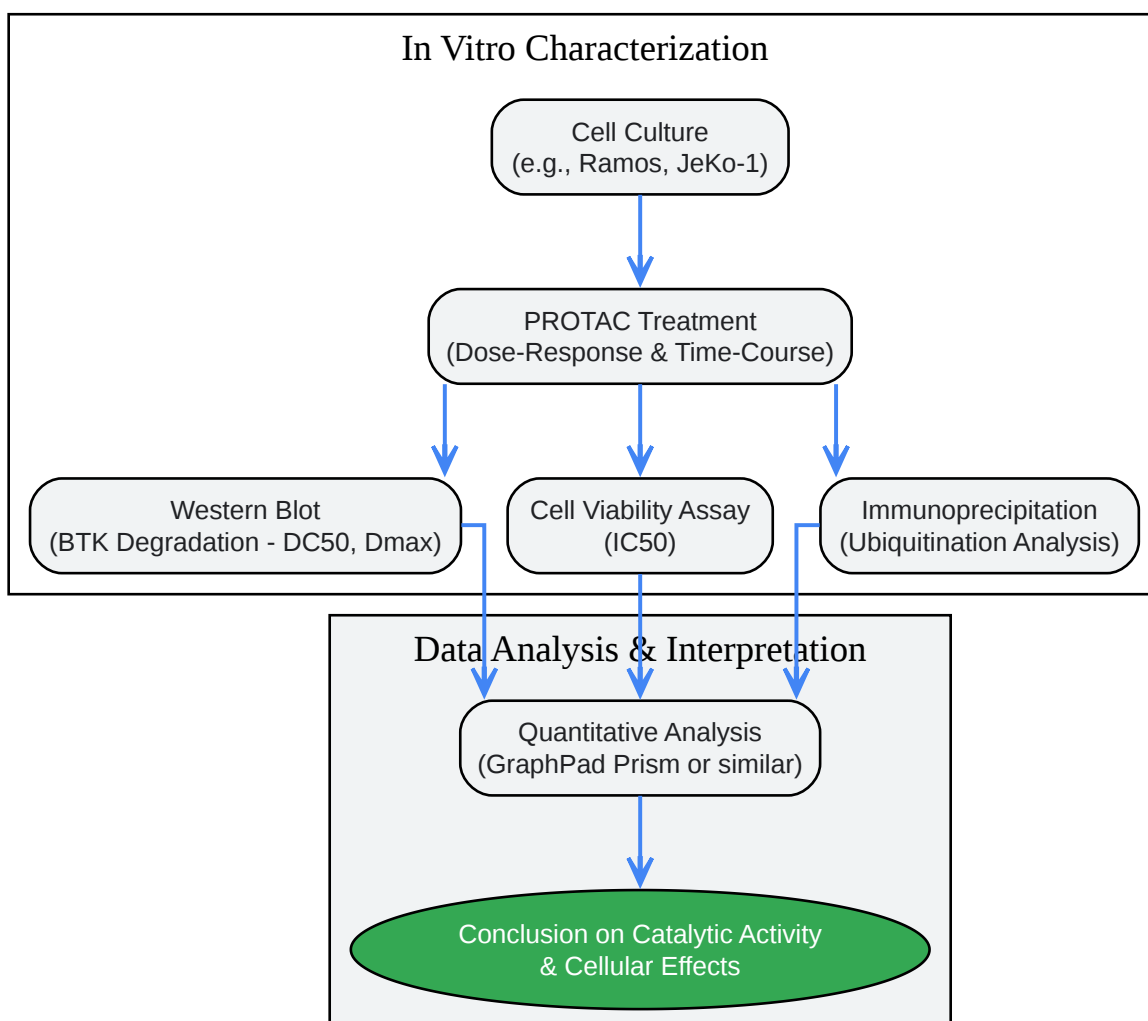 In Vitro Characterization
Cell Culture
(e.g., Ramos, JeKo-1)
PROTAC Treatment
(Dose-Response & Time-Course)
Western Blot
(BTK Degradation - DC50, Dmax)
Cell Viability Assay
(IC50)
Immunoprecipitation
(Ubiquitination Analysis)
Data Analysis & Interpretation
Quantitative Analysis
(GraphPad Prism or similar)
Conclusion on Catalytic Activity
& Cellular Effects